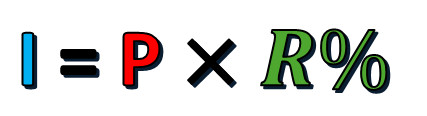 I = P × R%